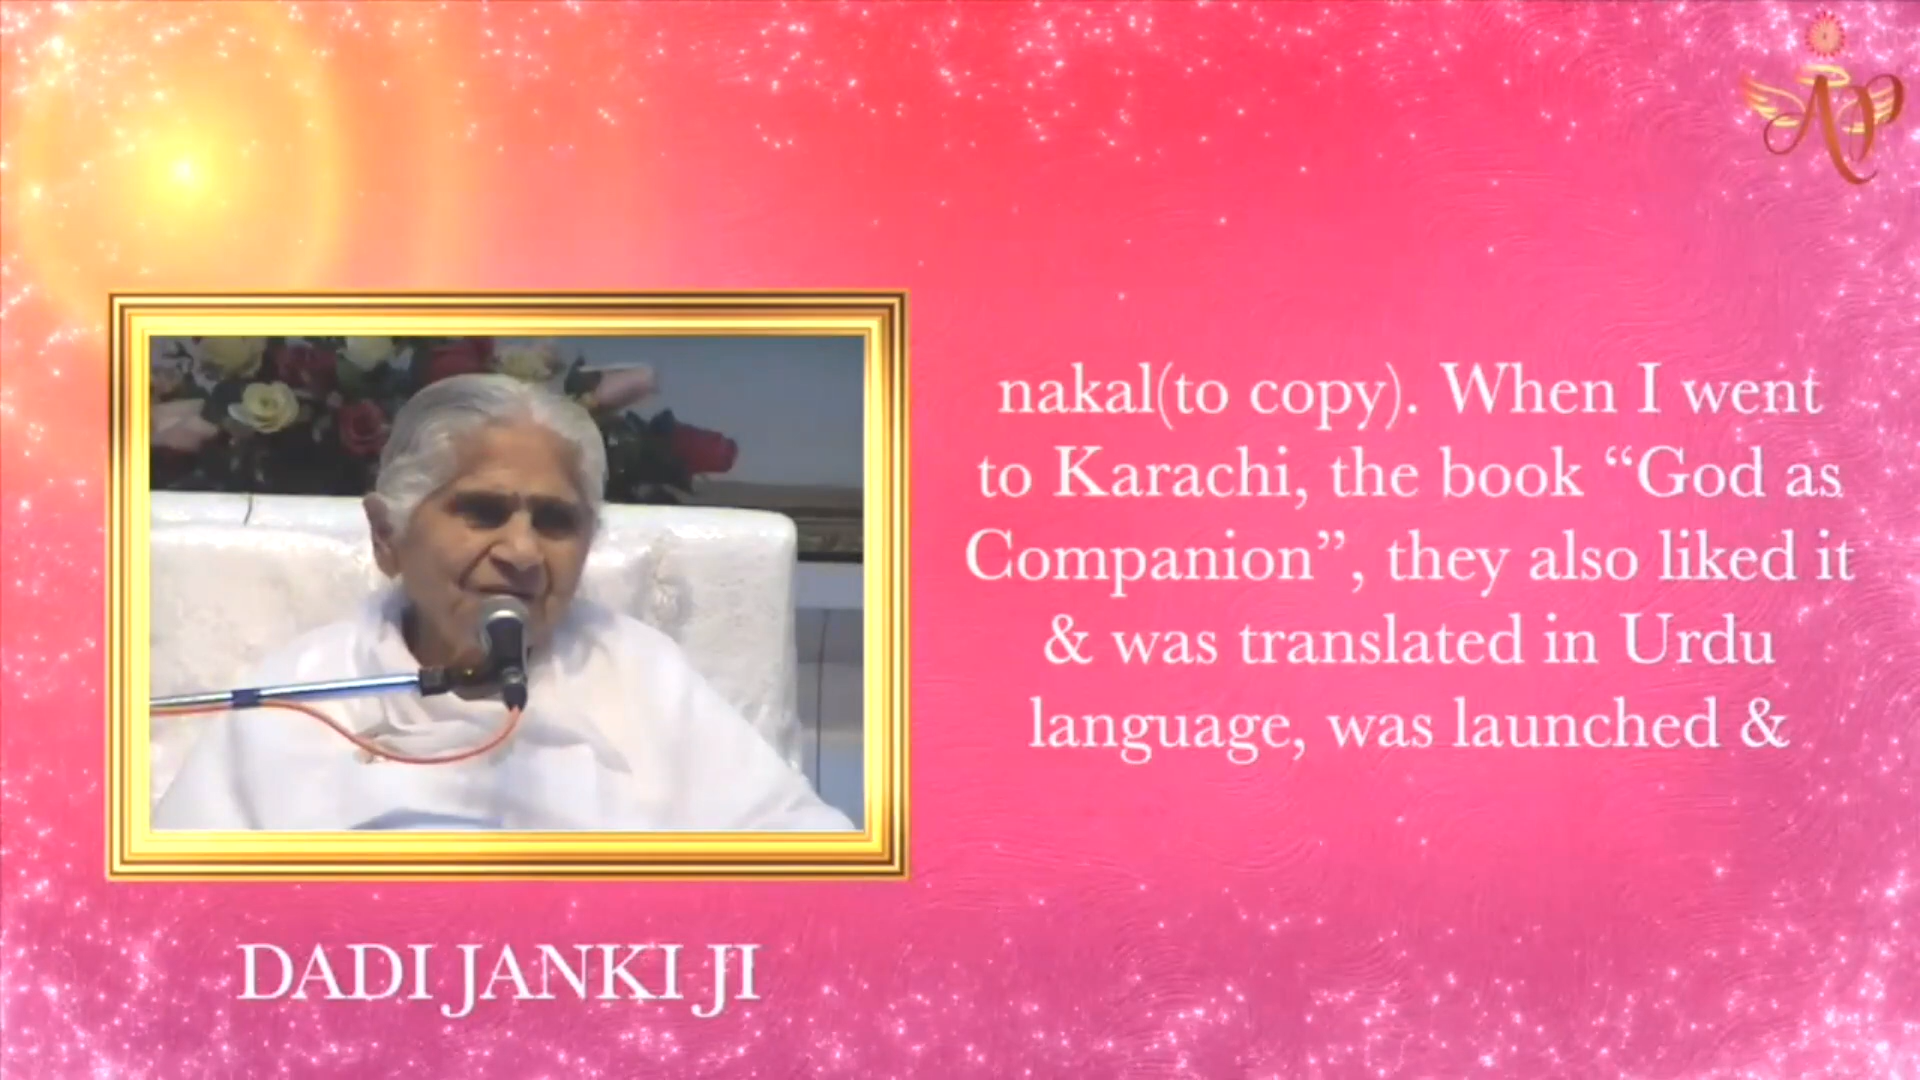 nakal(to copy). When I went
to Karachi, the book “God as
Companion”, they also liked it
& was translated in Urdu
language, was launched &
DADI JANKI JI